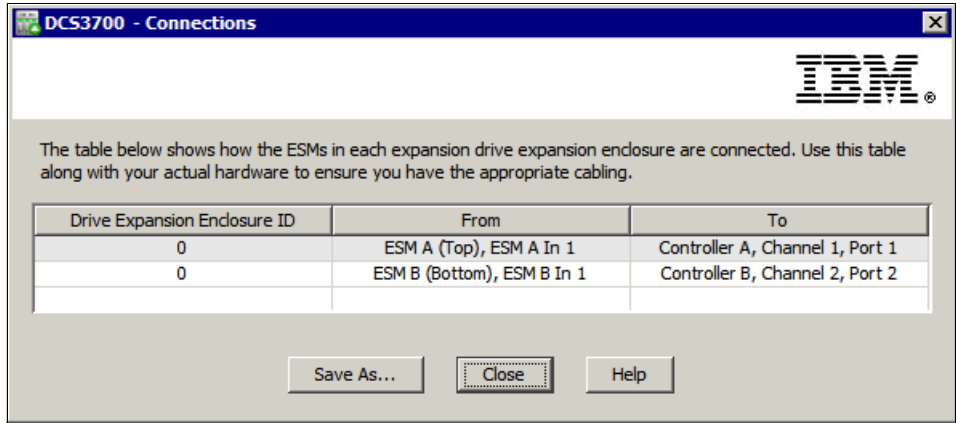 DCS3700 - Connections
IBM®
The table below shows how the ESMs in each expansion drive expansion enclosure are connected. Use this table
along with your actual hardware to ensure you have the appropriate cabling.
Drive Expansion Enclosure ID From To
0 ESM A (Top), ESM A In 1 Controller A, Channel 1, Port 1
0 ESM B (Bottom), ESM B In 1 Controller B, Channel 2, Port 2
Save As... Close Help